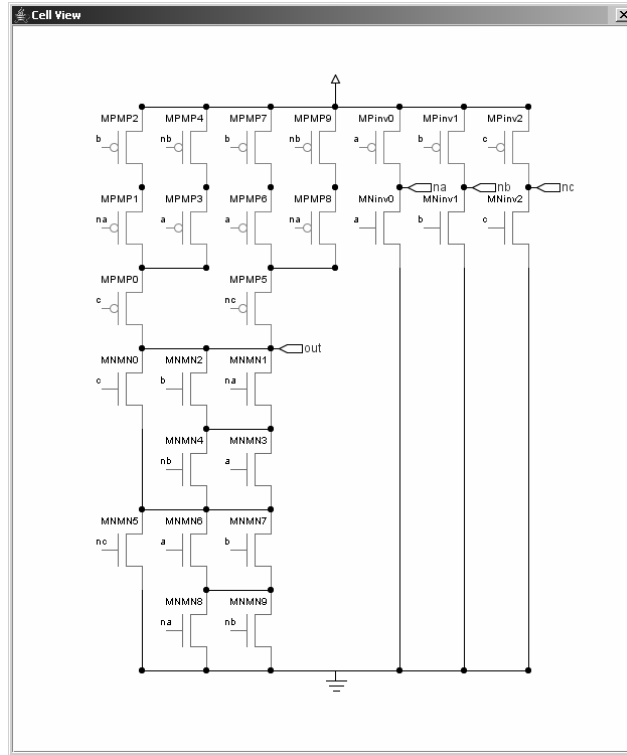 Cell View
MPMP2 MPMP4 MPMP7 MPMP9 MPinv0 MPinv1 MPinv2
b nb b nb a b c
na nb nc
MPMP1 MPMP3 MPMP6 MPMP8 MNinv0 MNinv1 MNinv2
na a a na a b c
MPMP0 MPMP5
c nc
out
MNMN0 MNMN2 MNMN1
c b na
MNMN4 MNMN3
nb a
MNMN5 MNMN6 MNMN7
nc a b
MNMN8 MNMN9
na nb